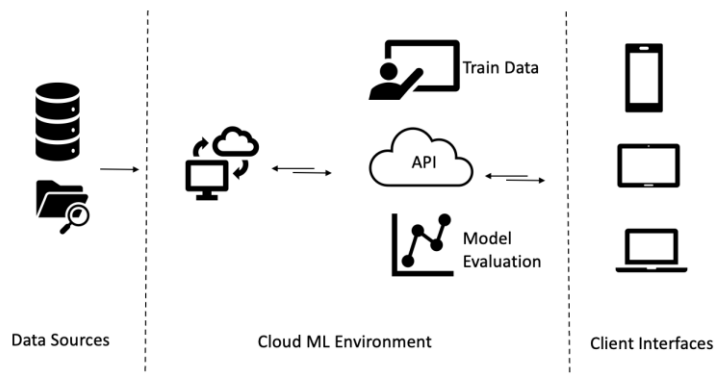 Train Data
API
Model
Evaluation
Data Sources
Cloud ML Environment
Client Interfaces